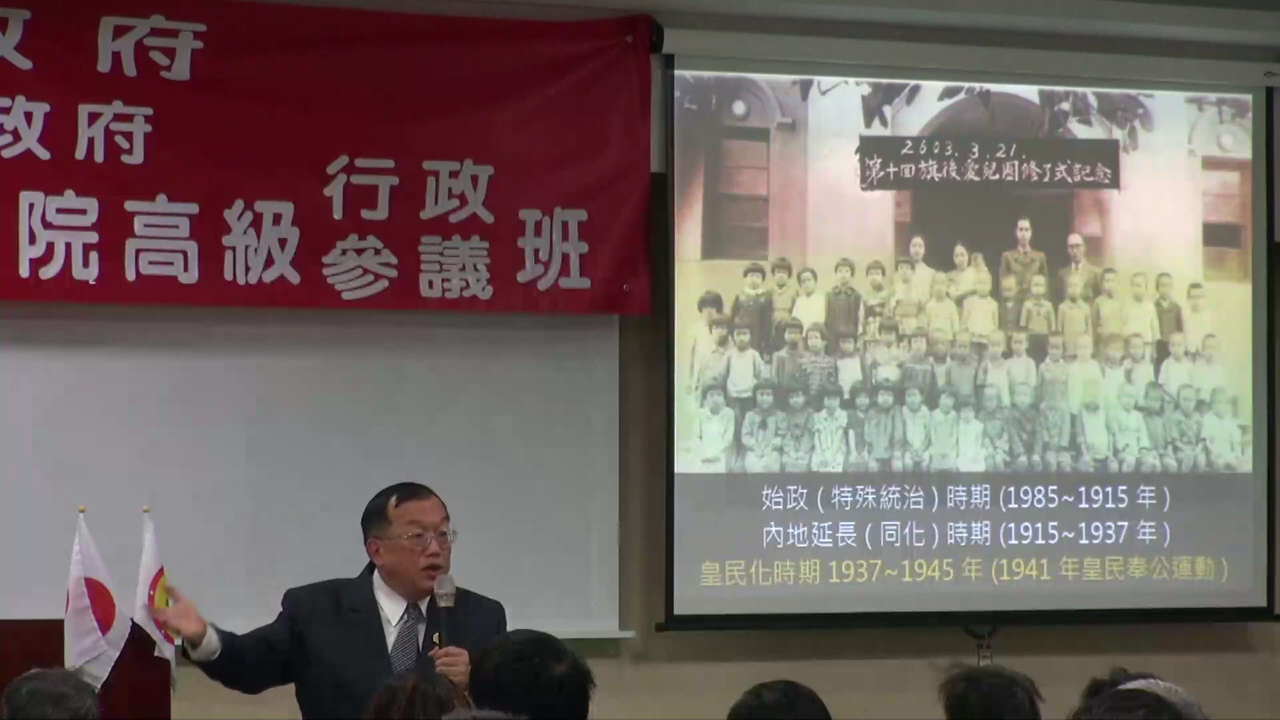 政府
政府
院高級行政參議班
2603.3.21.
第十回旗後愛兒園修了式記念
始政 ( 特殊統治 ) 時期 (1985~1915 年 )
內地延長 ( 同化 ) 時期 (1915~1937 年 )
皇民化時期 1937~1945 年 (1941 年皇民奉公運動 )